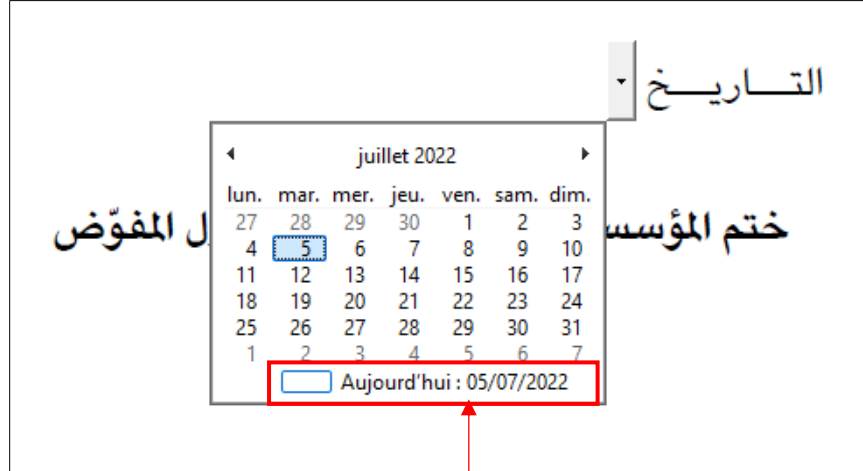 التـــاريـــخ
juillet 2022
lun. mar. mer. jeu. ven. sam. dim.
27 28 29 30 1 2 3
4 5 6 7 8 9 10
11 12 13 14 15 16 17
18 19 20 21 22 23 24
25 26 27 28 29 30 31
1 2 3 4 5 6 7
Aujourd'hui : 05/07/2022
ختم المفوّض